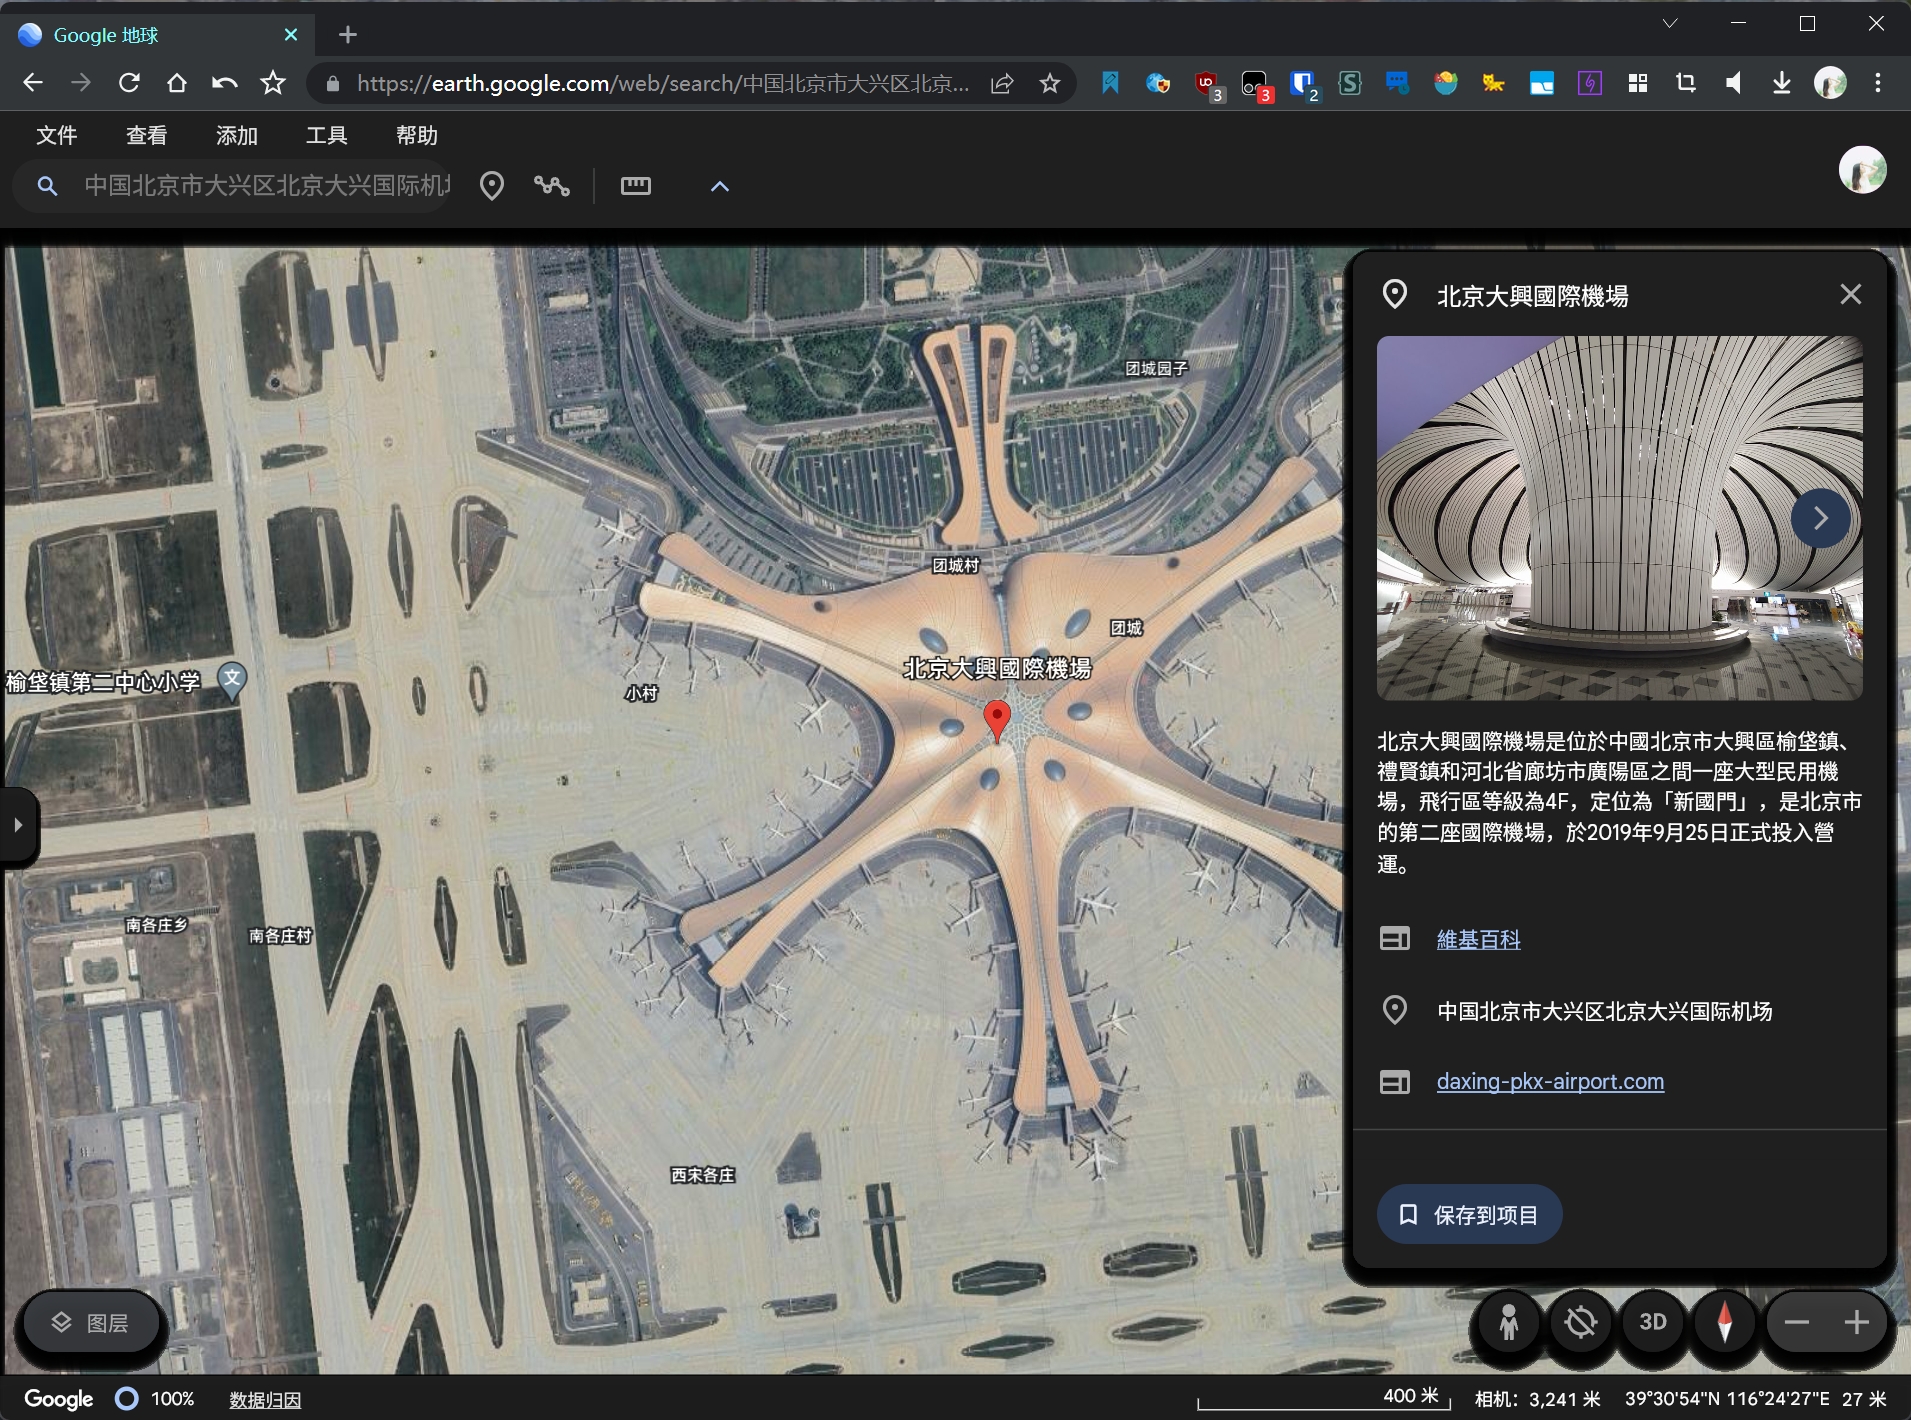 Google 地球
https://earth.google.com/web/search/中国北京市大兴区北京...
3
3
2
文件 查看 添加 工具 帮助
中国北京市大兴区北京大兴国际机
北京大興國際機場
团城园子
团城村
团城
北京大興國際機場
榆垡镇第二中心小学
文
小村
南各庄乡
南各庄村
西宋各庄
北京大興國際機場是位於中國北京市大興區榆垡鎮、
禮賢鎮和河北省廊坊市廣陽區之間一座大型民用機
場，飛行區等級為4F，定位為「新國門」，是北京市
的第二座國際機場，於2019年9月25日正式投入營
運。
維基百科
中国北京市大兴区北京大兴国际机场
daxing-pkx-airport.com
保存到项目
图层
3D
Google 100% 数据归因 400 米 相机：3,241 米 39°30'54"N 116°24'27"E 27 米